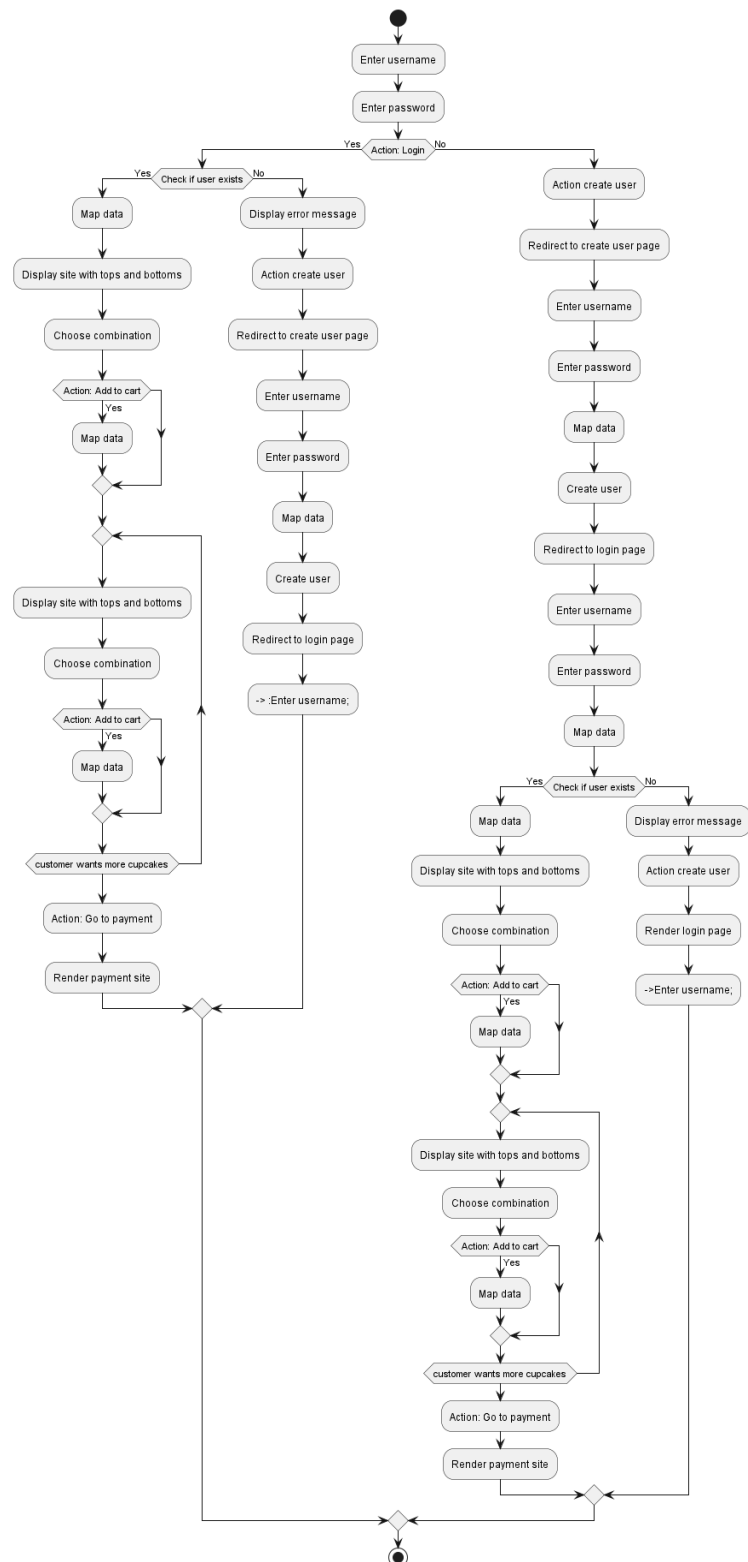 Enter username
Enter password
Yes
Action: Login
No
Yes
Check if user exists
No
Map data
Display site with tops and bottoms
Choose combination
Action: Add to cart
Yes
Map data
Display site with tops and bottoms
Choose combination
Action: Add to cart
Yes
Map data
customer wants more cupcakes
Action: Go to payment
Render payment site
Display error message
Action create user
Redirect to create user page
Enter username
Enter password
Map data
Create user
Redirect to login page
-> :Enter username;
Action create user
Redirect to create user page
Enter username
Enter password
Map data
Create user
Redirect to login page
Enter username
Enter password
Map data
Yes
Check if user exists
No
Map data
Display site with tops and bottoms
Choose combination
Action: Add to cart
Yes
Map data
Display site with tops and bottoms
Choose combination
Action: Add to cart
Yes
Map data
customer wants more cupcakes
Action: Go to payment
Render payment site
Display error message
Action create user
Render login page
->Enter username;